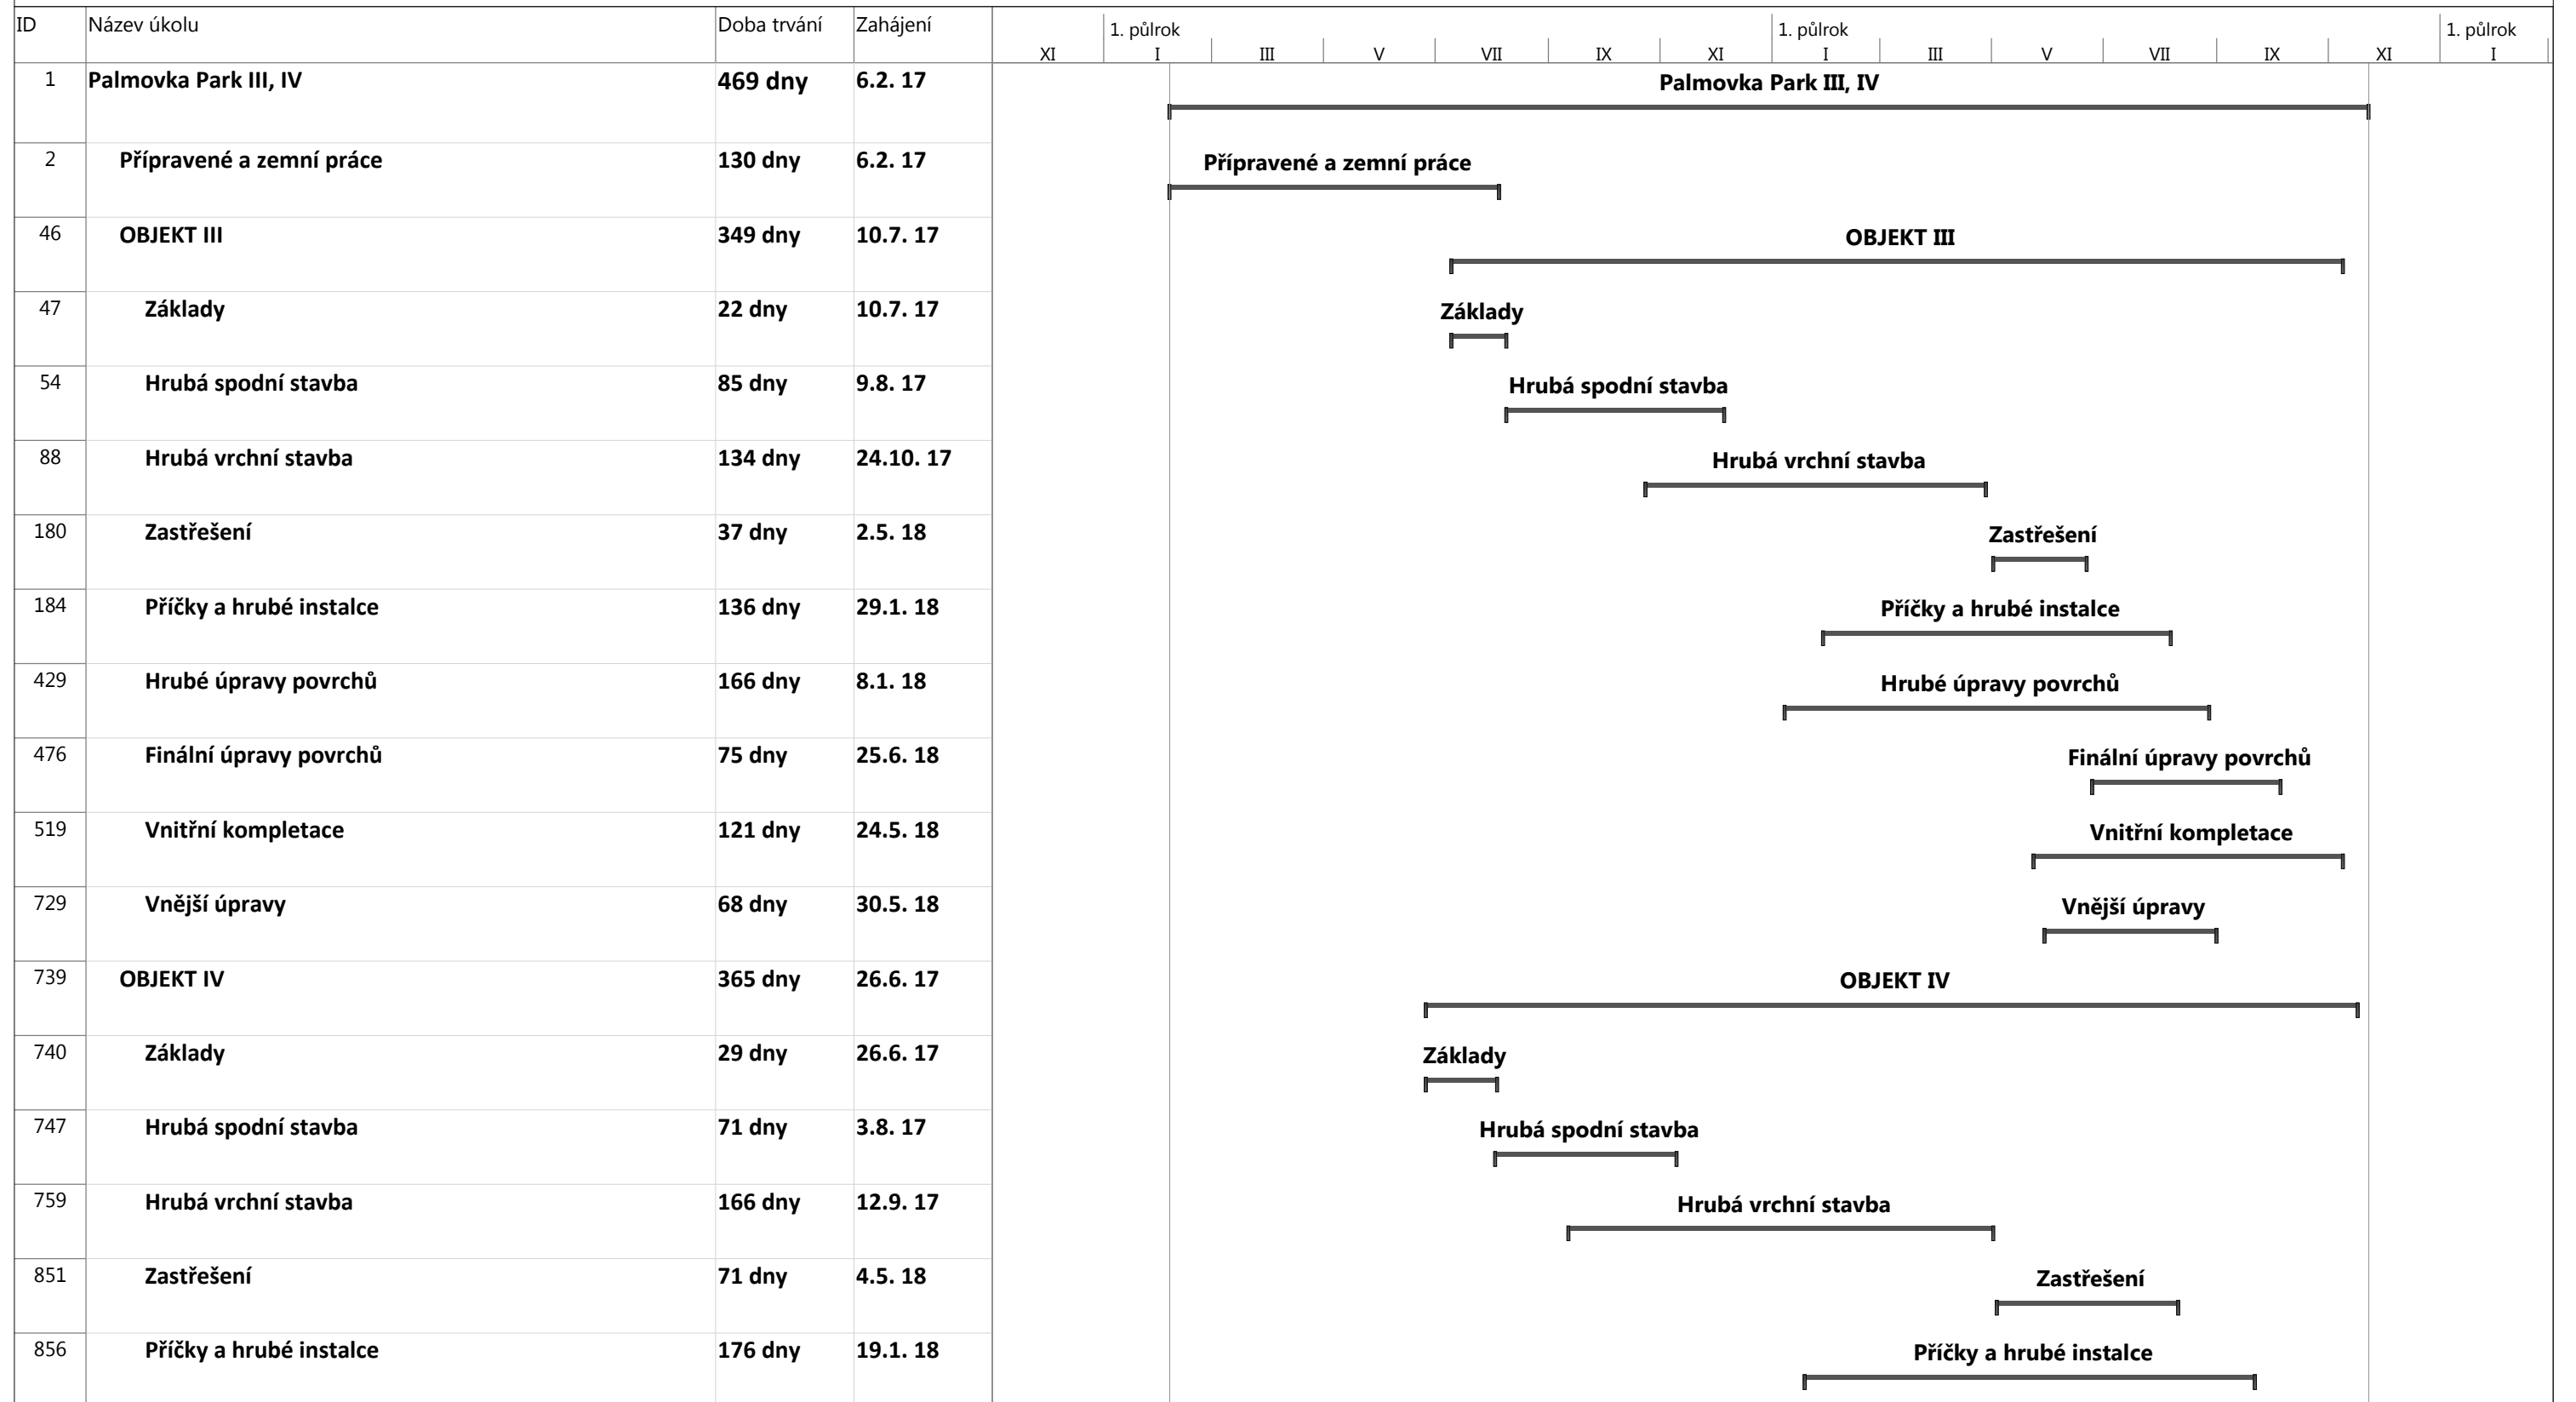 ID Název úkolu Doba trvání Zahájení
1. půlrok 1. půlrok 1. půlrok
XI I III V VII IX XI I III V VII IX XI I
1 Palmovka Park III, IV 469 dny 6.2. 17 Palmovka Park III, IV
2 Přípravené a zemní práce 130 dny 6.2. 17 Přípravené a zemní práce
46 OBJEKT III 349 dny 10.7. 17 OBJEKT III
47 Základy 22 dny 10.7. 17 Základy
54 Hrubá spodní stavba 85 dny 9.8. 17 Hrubá spodní stavba
88 Hrubá vrchní stavba 134 dny 24.10. 17 Hrubá vrchní stavba
180 Zastřešení 37 dny 2.5. 18 Zastřešení
184 Příčky a hrubé instalce 136 dny 29.1. 18 Příčky a hrubé instalce
429 Hrubé úpravy povrchů 166 dny 8.1. 18 Hrubé úpravy povrchů
476 Finální úpravy povrchů 75 dny 25.6. 18 Finální úpravy povrchů
519 Vnitřní kompletace 121 dny 24.5. 18 Vnitřní kompletace
729 Vnější úpravy 68 dny 30.5. 18 Vnější úpravy
739 OBJEKT IV 365 dny 26.6. 17 OBJEKT IV
740 Základy 29 dny 26.6. 17 Základy
747 Hrubá spodní stavba 71 dny 3.8. 17 Hrubá spodní stavba
759 Hrubá vrchní stavba 166 dny 12.9. 17 Hrubá vrchní stavba
851 Zastřešení 71 dny 4.5. 18 Zastřešení
856 Příčky a hrubé instalce 176 dny 19.1. 18 Příčky a hrubé instalce